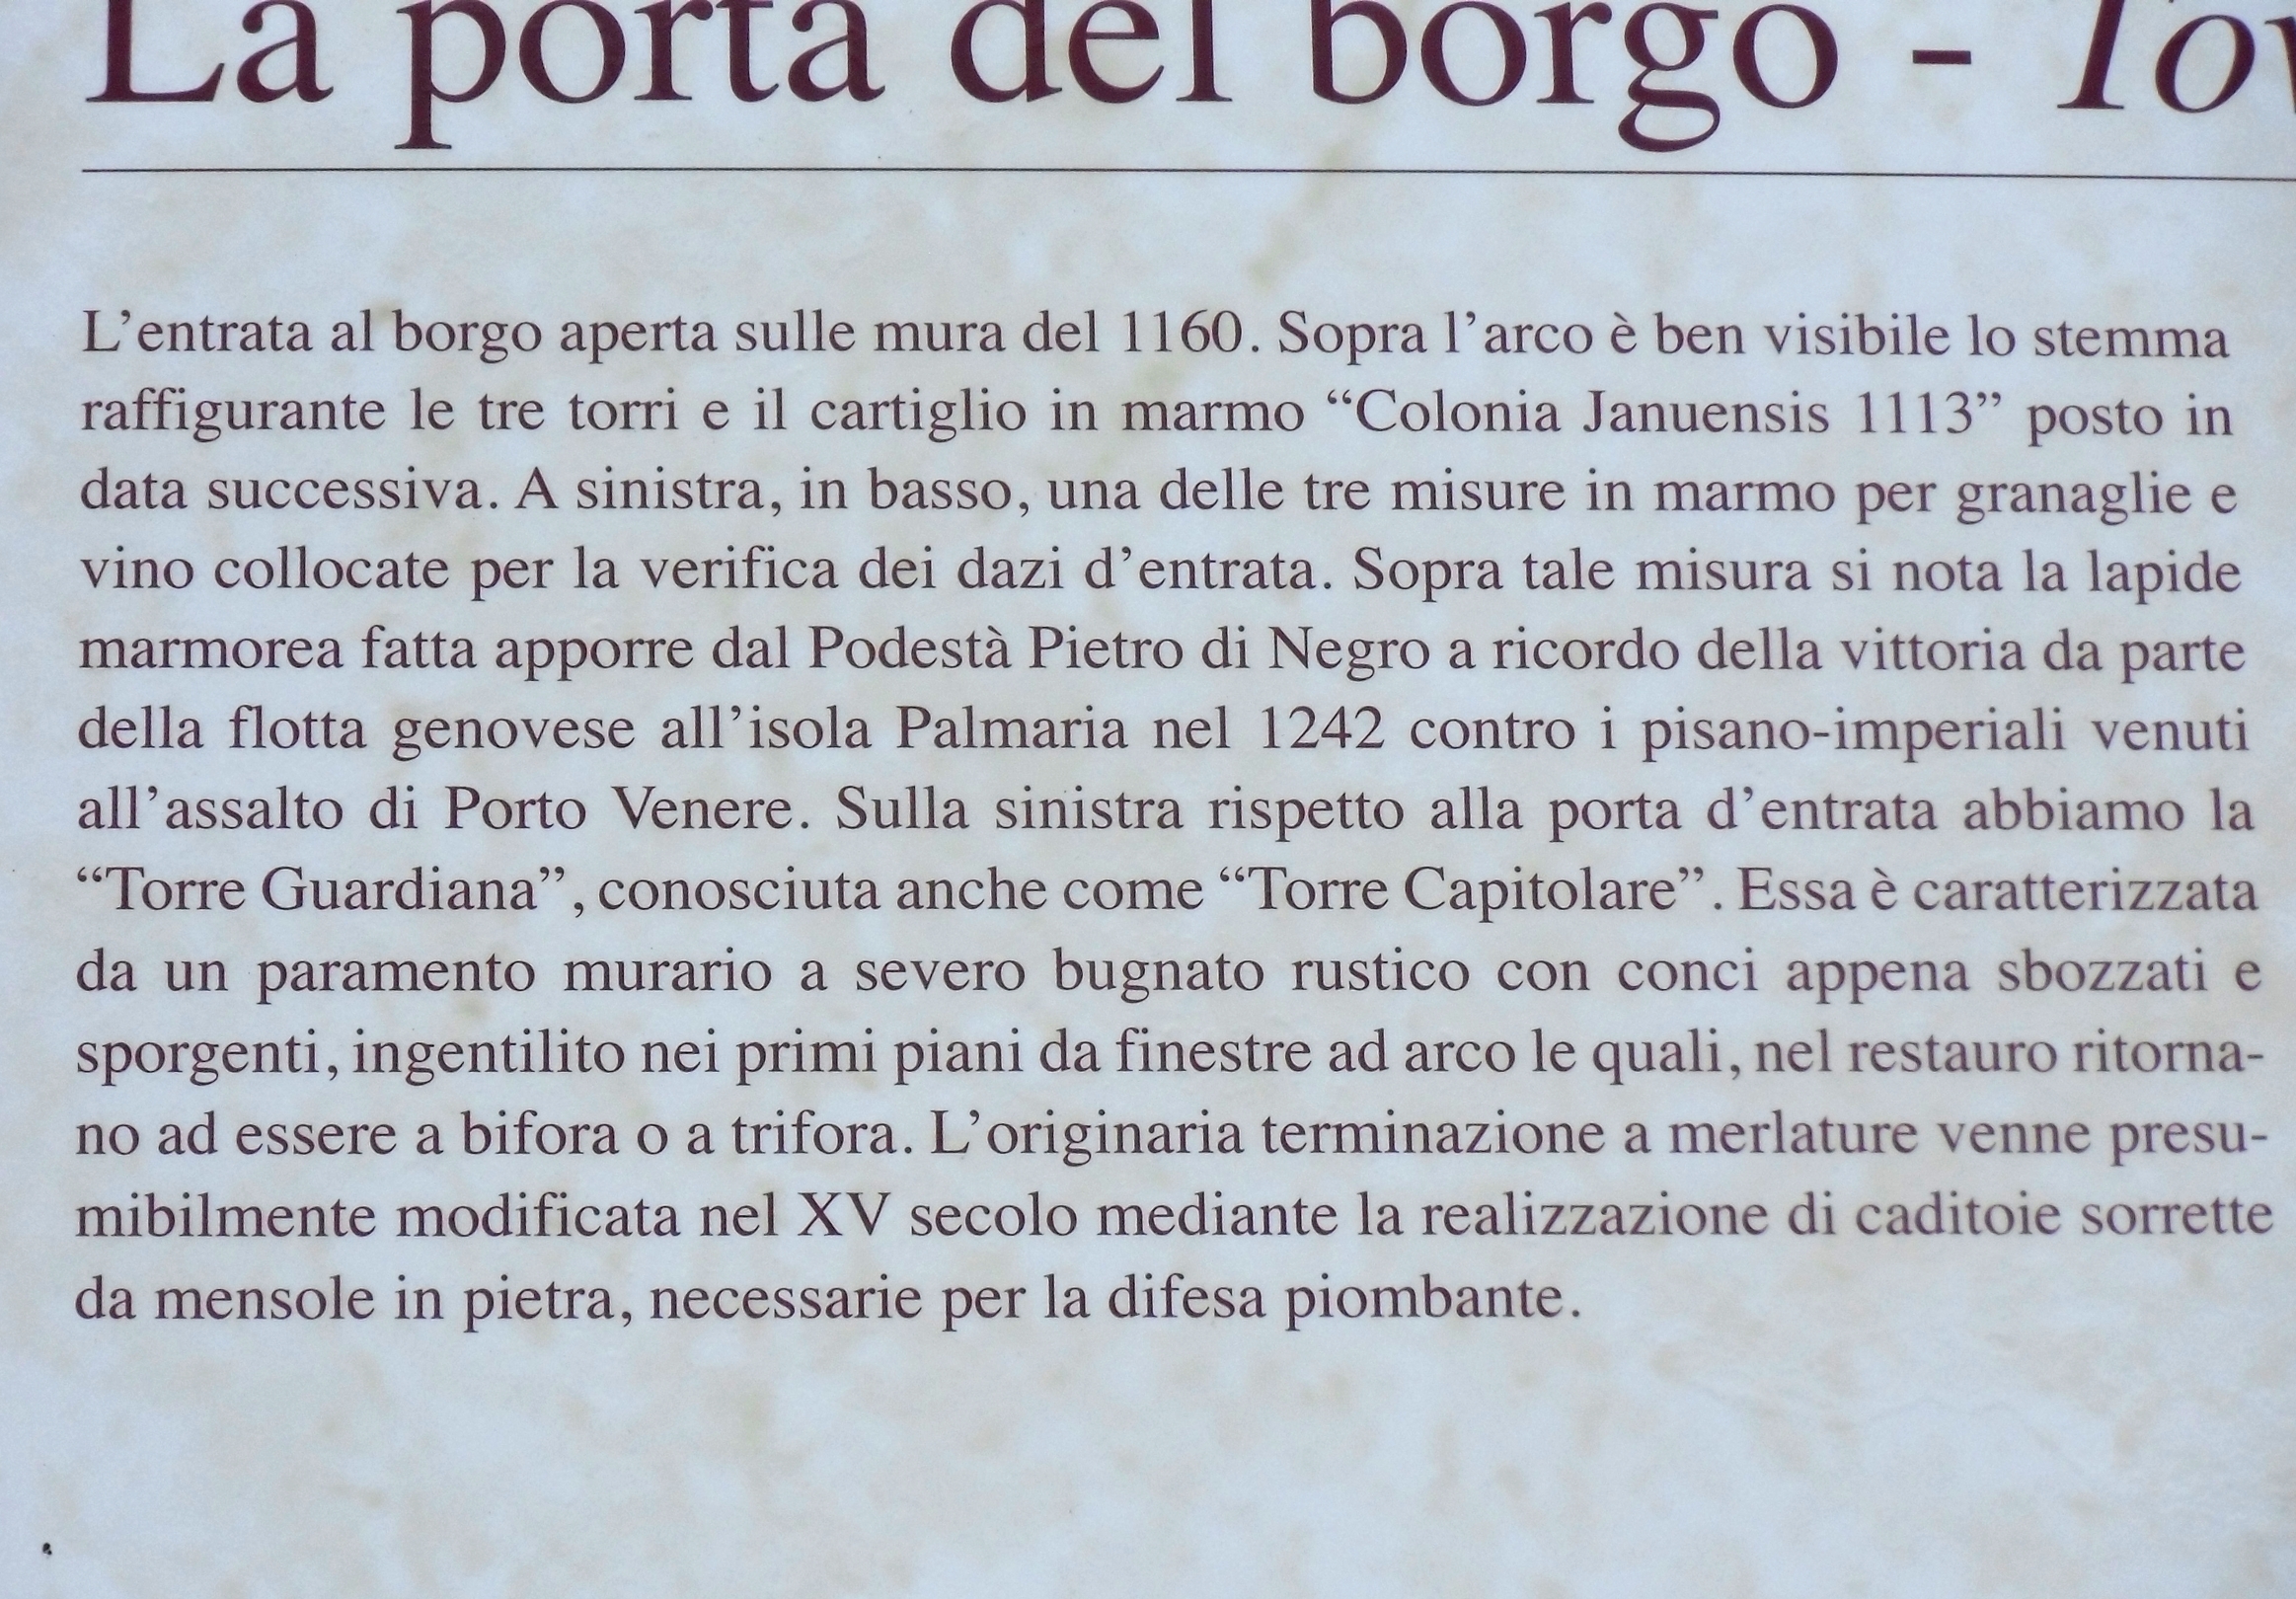 La porta del borgo -
L’entrata al borgo aperta sulle mura del 1160. Sopra l’arco è ben visibile lo stemma
raffigurante le tre torri e il cartiglio in marmo “Colonia Januensis 1113” posto in
data successiva. A sinistra, in basso, una delle tre misure in marmo per granaglie e
vino collocate per la verifica dei dazi d’entrata. Sopra tale misura si nota la lapide
marmorea fatta apporre dal Podestà Pietro di Negro a ricordo della vittoria da parte
della flotta genovese all’isola Palmaria nel 1242 contro i pisano-imperiali venuti
all’assalto di Porto Venere. Sulla sinistra rispetto alla porta d’entrata abbiamo la
“Torre Guardiana”, conosciuta anche come “Torre Capitolare”. Essa è caratterizzata
da un paramento murario a severo bugnato rustico con conci appena sbozzati e
sporgenti, ingentilito nei primi piani da finestre ad arco le quali, nel restauro ritorna-
no ad essere a bifora o a trifora. L’originaria terminazione a merlature venne presu-
mibilmente modificata nel XV secolo mediante la realizzazione di caditoie sorrette
da mensole in pietra, necessarie per la difesa piombante.